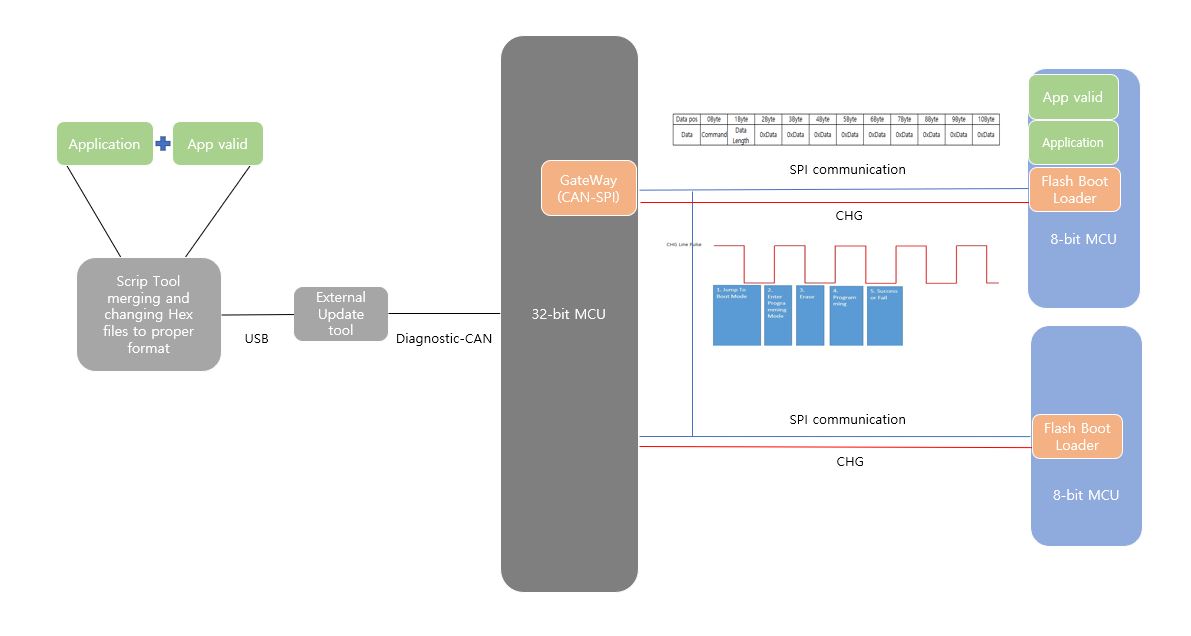 Application
App valid
Scrip Tool
merging and
changing Hex
files to proper
format
USB
External
Update
tool
Diagnostic-CAN
32-bit MCU
GateWay
(CAN-SPI)
Data pos 0Byte 1Byte 2Byte 3Byte 4Byte 5Byte 6Byte 7Byte 8Byte 9Byte 10Byte
Data Command Data Length 0xData 0xData 0xData 0xData 0xData 0xData 0xData 0xData 0xData
SPI communication
CHG
CHG Line Pulse
1. Jump To
Boot Mode
2.
Enter
Progra
mming
Mode
3.
Erase
4.
Program
ming
5. Success
or Fail
SPI communication
CHG
App valid
Application
Flash Boot
Loader
8-bit MCU
Flash Boot
Loader
8-bit MCU